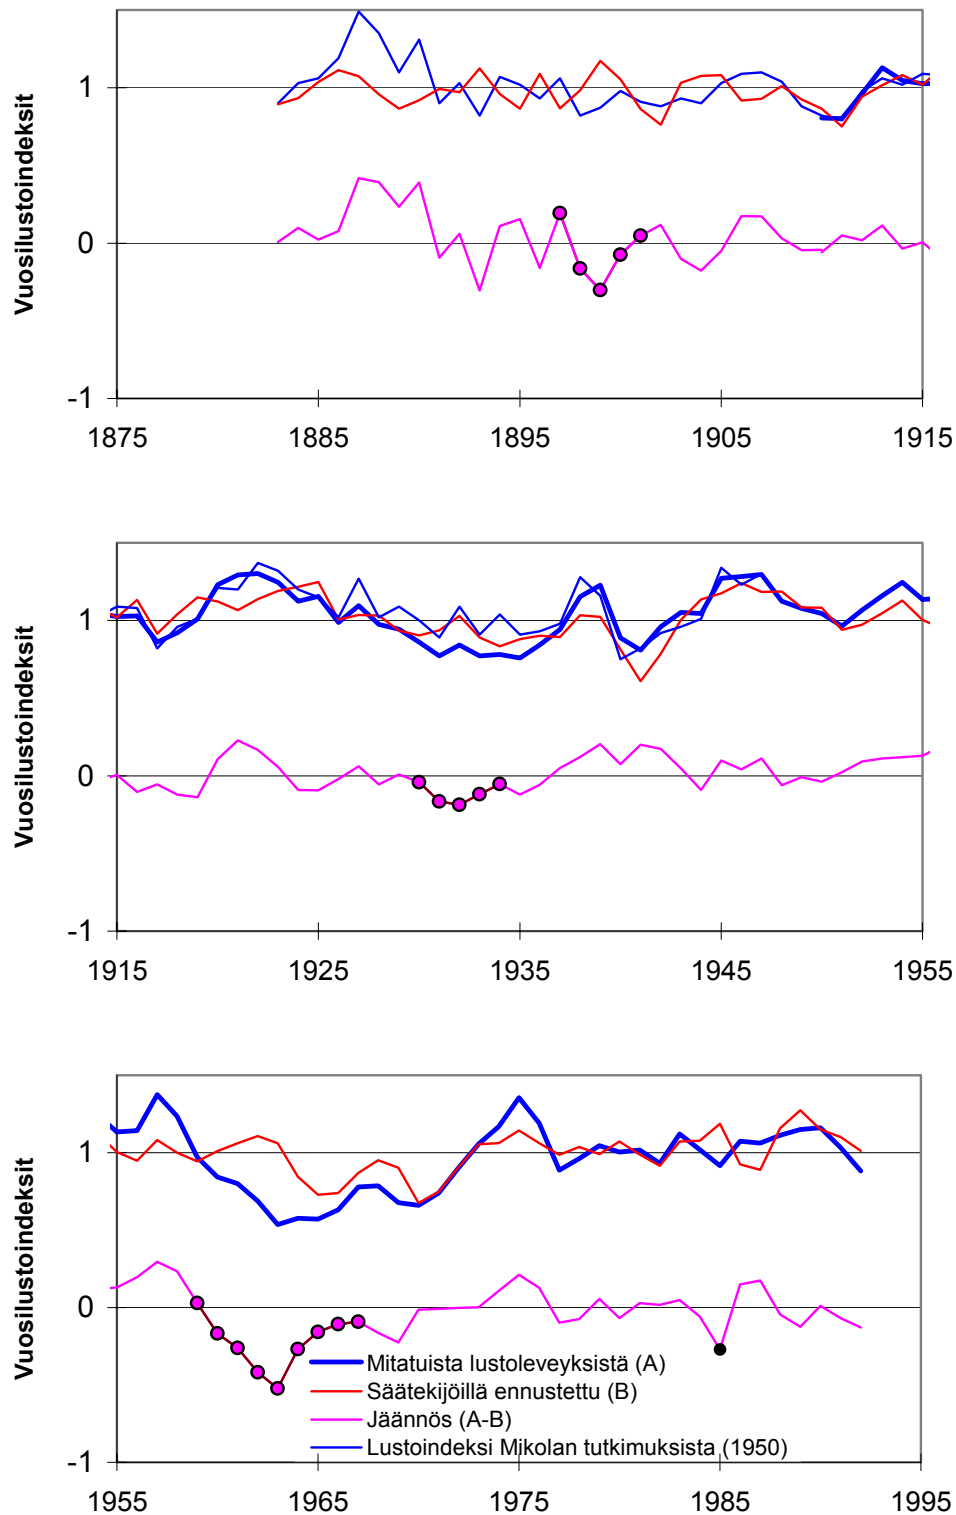 Vuosilustoindeksit
1
0
-1
1875 1885 1895 1905 1915
Vuosilustoindeksit
1
0
-1
1915 1925 1935 1945 1955
Vuosilustoindeksit
1
0
-1
Mitatuista lustoleveyksistä (A)
Säätekijöillä ennustettu (B)
Jäännös (A-B)
Lustoindeksi Mikolan tutkimuksista (1950)
1955 1965 1975 1985 1995